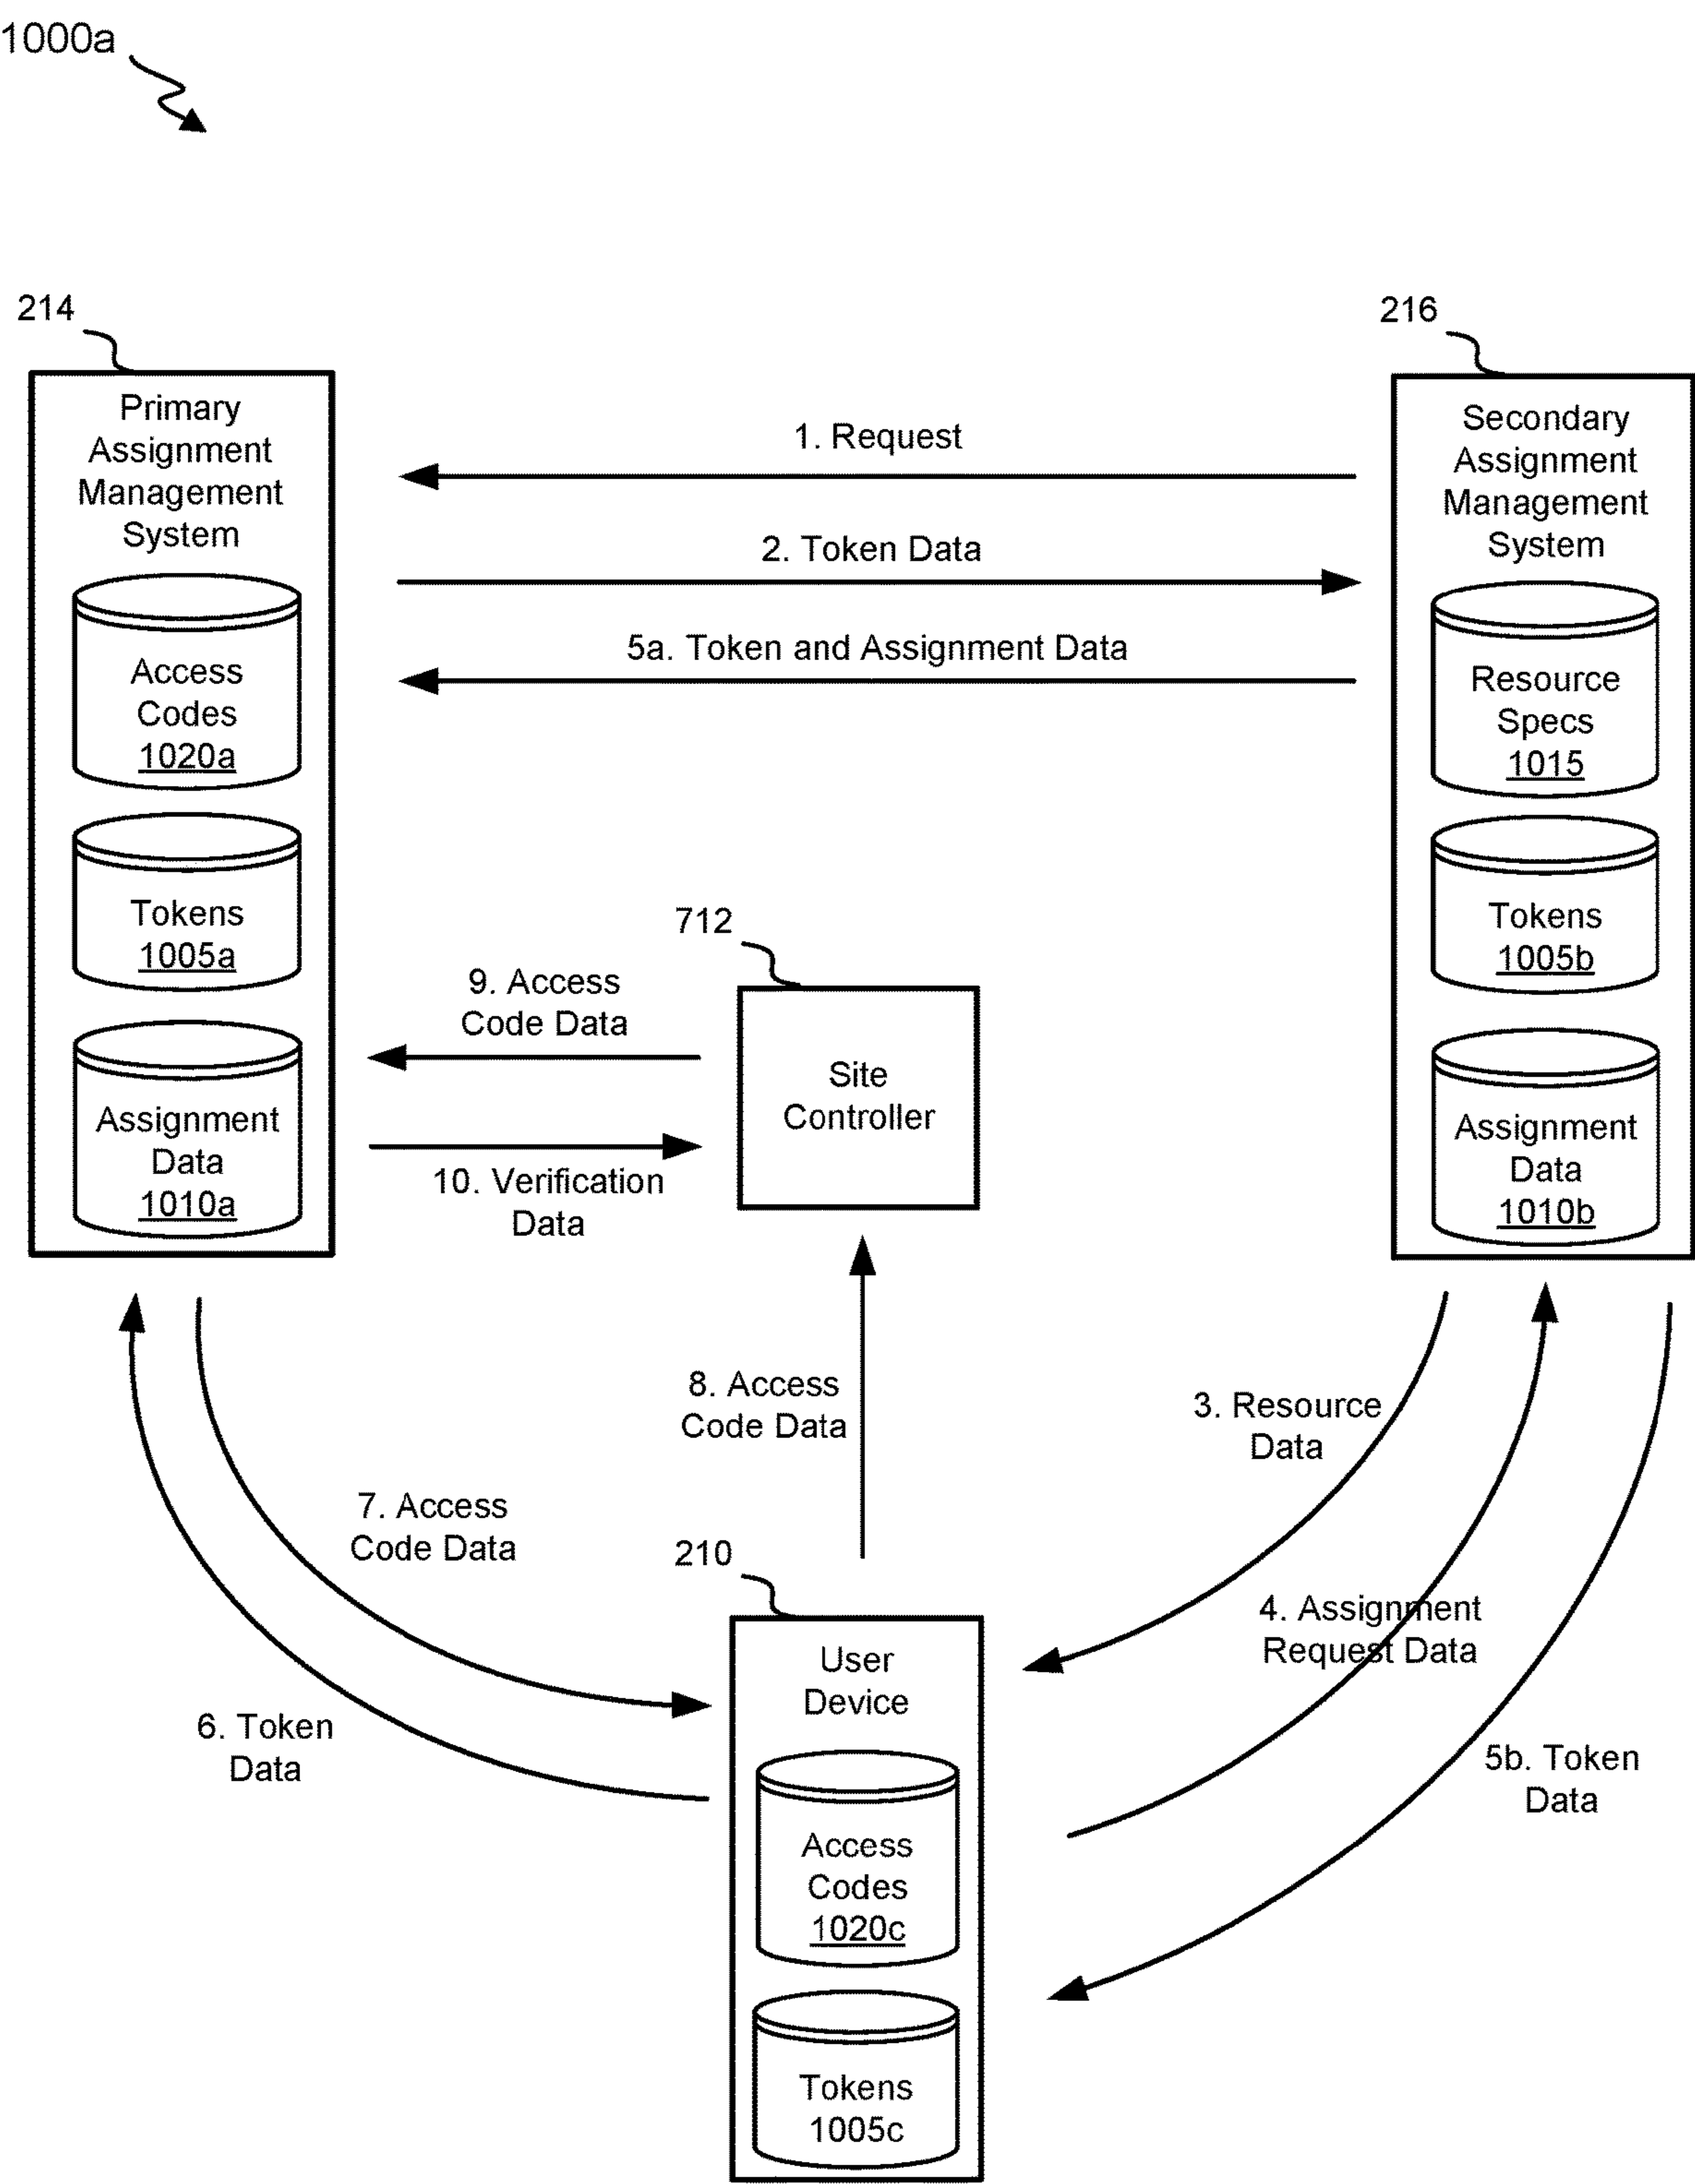 1000a
214
216
Primary
Assignment
Management
System
Access
Codes
1020a
Tokens
1005a
Assignment
Data
1010a
1. Request
2. Token Data
5a. Token and Assignment Data
Secondary
Assignment
Management
System
Resource
Specs
1015
Tokens
1005b
Assignment
Data
1010b
712
9. Access
Code Data
Site
Controller
10. Verification
Data
8. Access
Code Data
3. Resource
Data
7. Access
Code Data
210
4. Assignment
Request Data
6. Token
Data
User
Device
Access
Codes
1020c
Tokens
1005c
5b. Token
Data